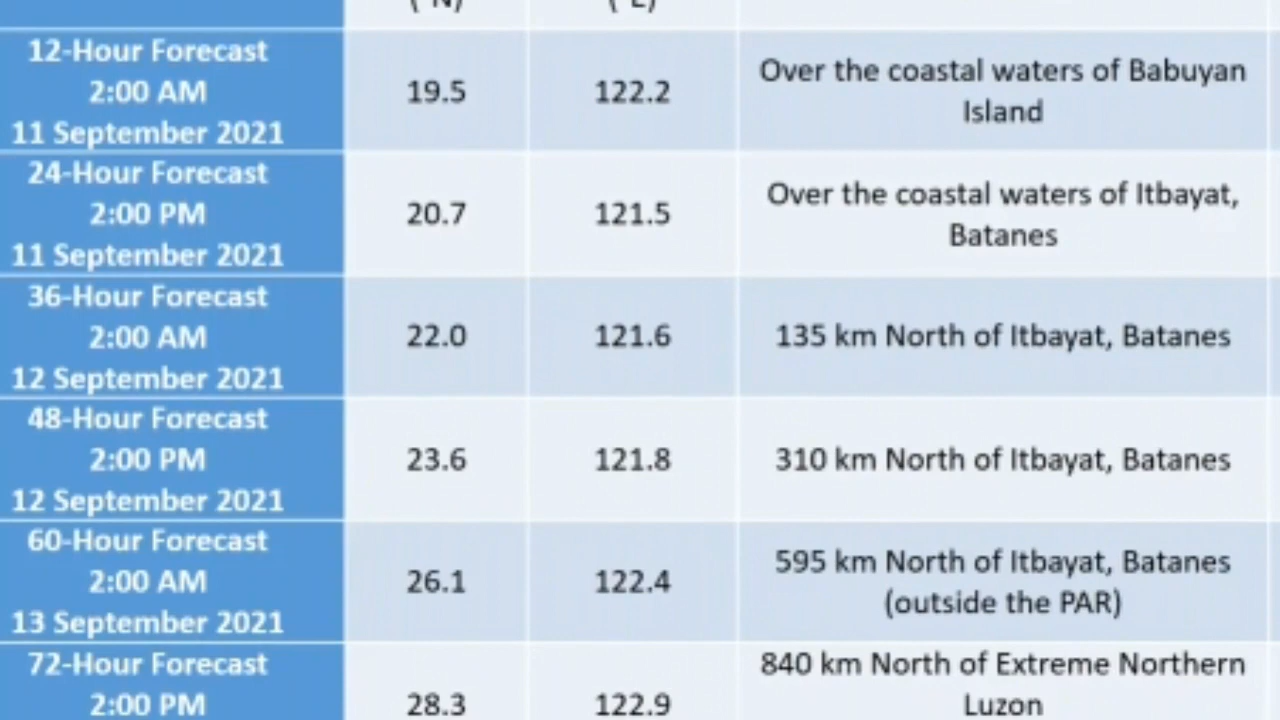 12-Hour Forecast
2:00 AM
11 September 2021
19.5
122.2
Over the coastal waters of Babuyan
Island
24-Hour Forecast
2:00 PM
11 September 2021
20.7
121.5
Over the coastal waters of Itbayat,
Batanes
36-Hour Forecast
2:00 AM
12 September 2021
22.0
121.6
135 km North of Itbayat, Batanes
48-Hour Forecast
2:00 PM
12 September 2021
23.6
121.8
310 km North of Itbayat, Batanes
60-Hour Forecast
2:00 AM
13 September 2021
26.1
122.4
595 km North of Itbayat, Batanes
(outside the PAR)
72-Hour Forecast
2:00 PM
28.3
122.9
840 km North of Extreme Northern
Luzon